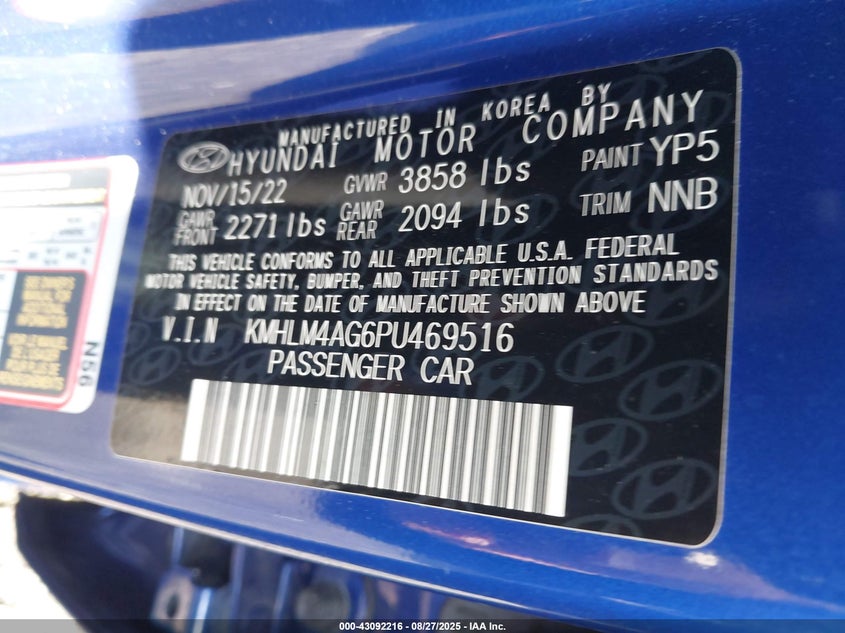 MANUFACTURED IN KOREA BY
HYUNDAI MOTOR COMPANY
NOV/15/22 GVWR 3858 lbs PAINT YP5
GAWR FRONT 2271 lbs GAWR REAR 2094 lbs TRIM NNB
THIS VEHICLE CONFORMS TO ALL APPLICABLE U.S.A. FEDERAL
MOTOR VEHICLE SAFETY, BUMPER, AND THEFT PREVENTION STANDARDS
IN EFFECT ON THE DATE OF MANUFACTURE SHOWN ABOVE
V.I.N KMHLM4AG6PU469516
PASSENGER CAR
N56
000-43092216 - 08/27/2025 - IAA Inc.